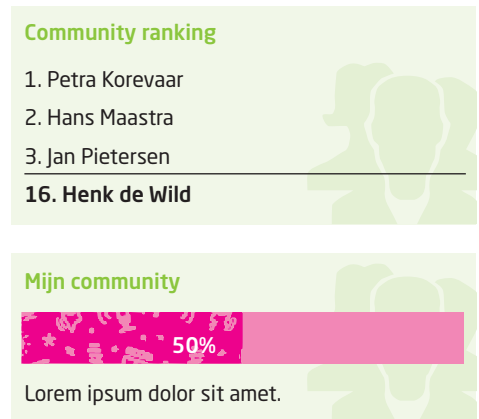 Community ranking
1. Petra Korevaar
2. Hans Maastra
3. Jan Pietersen
16. Henk de Wild
Mijn community
50%
Lorem ipsum dolor sit amet.